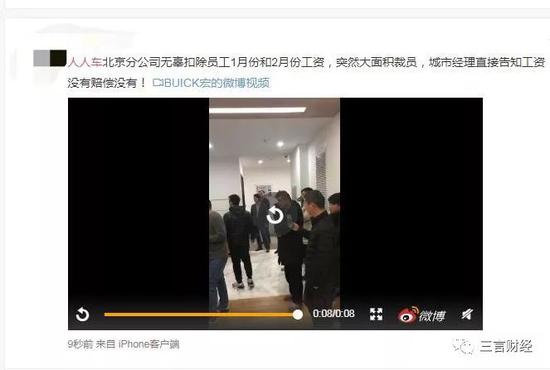 人人车北京分公司无辜扣除员工1月份和2月份工资，突然大面积裁员，城市经理直接告知工资
没有赔偿没有！ BUICK宏的微博视频
0:08/0:08
微博
9秒前 来自 iPhone客户端
三言财经